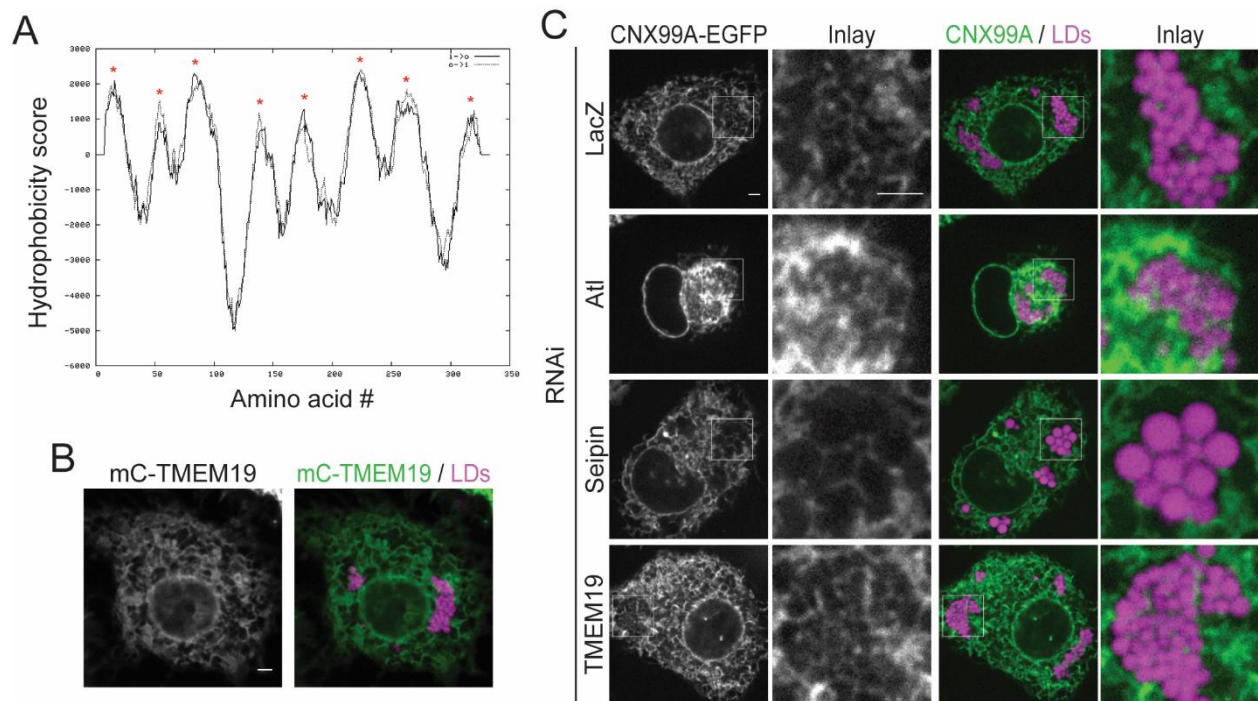 A
Hydrophobicity score
3000
2000
1000
0
-1000
-2000
-3000
-4000
-5000
-6000
i->o
o->i
* * * * * * * *
0 50 100 150 200 250 300 350
Amino acid #
B
mC-TMEM19 mC-TMEM19 / LDs
C
CNX99A-EGFP Inlay CNX99A / LDs Inlay
RNAi
LacZ
Atl
Seipin
TMEM19